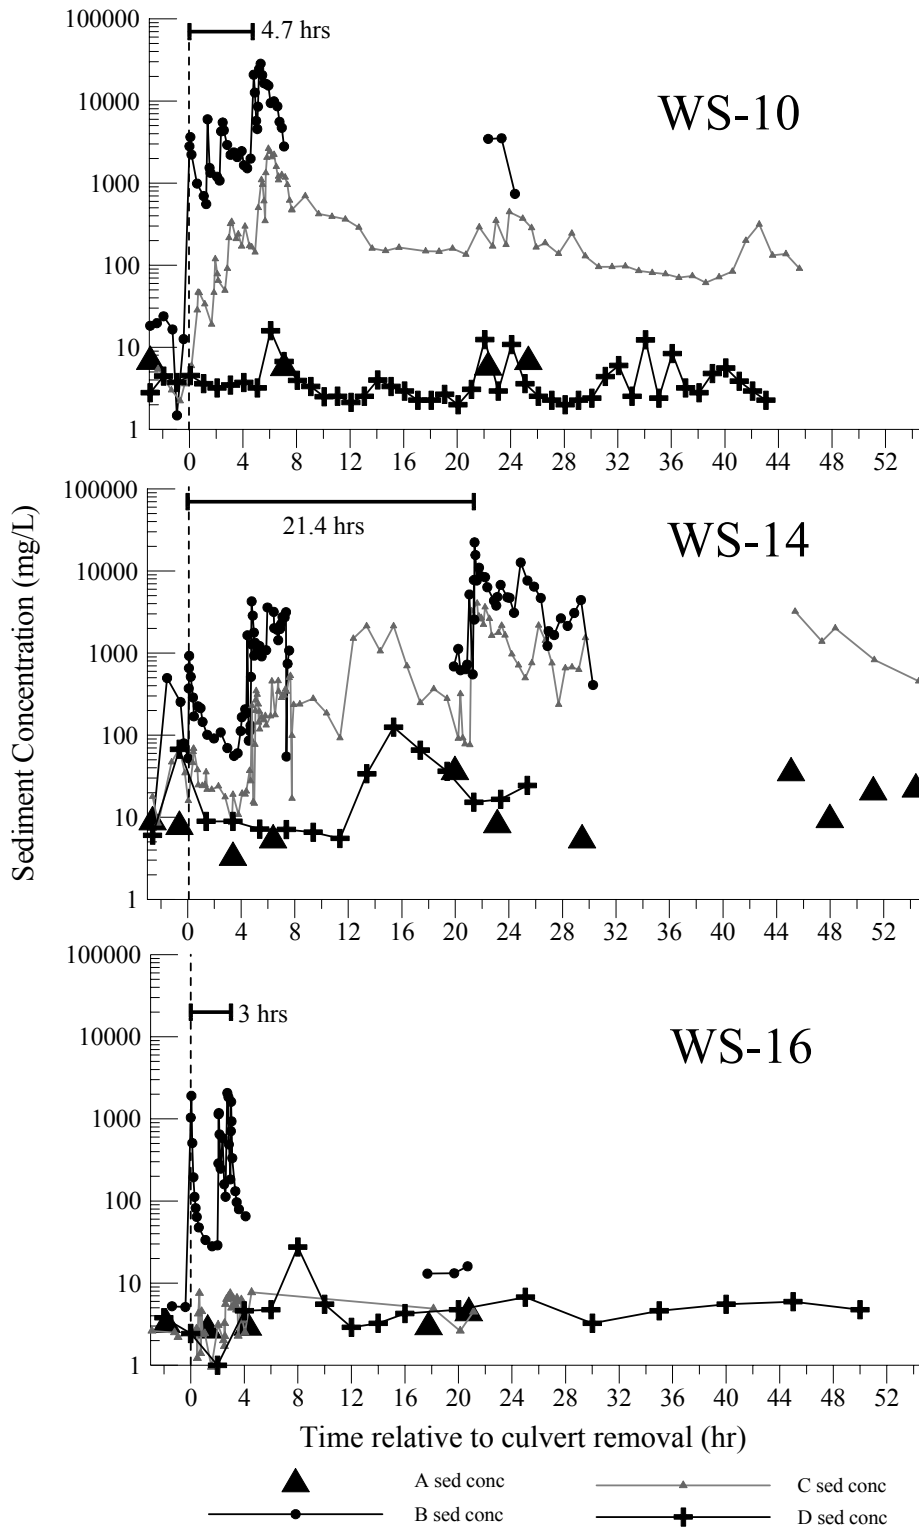 100000
4.7 hrs
10000
WS-10
1000
100
10
1
0 4 8 12 16 20 24 28 32 36 40 44 48 52
100000
21.4 hrs
WS-14
10000
1000
100
10
1
0 4 8 12 16 20 24 28 32 36 40 44 48 52
Sediment Concentration (mg/L)
100000
3 hrs
10000
WS-16
1000
100
10
1
0 4 8 12 16 20 24 28 32 36 40 44 48 52
Time relative to culvert removal (hr)
A sed conc C sed conc
B sed conc D sed conc